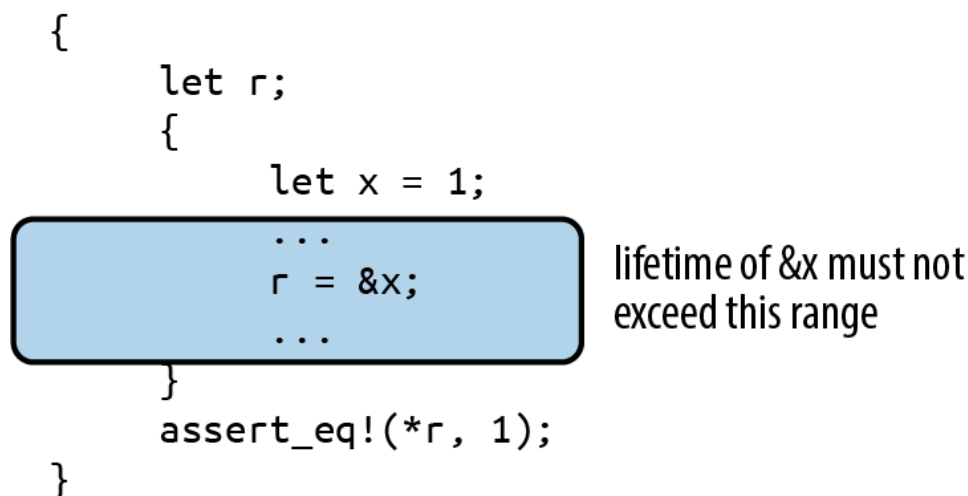 {
let r;
{
let x = 1;
...
r = &x;
...
}
assert_eq!(*r, 1);
}
lifetime of &x must not
exceed this range